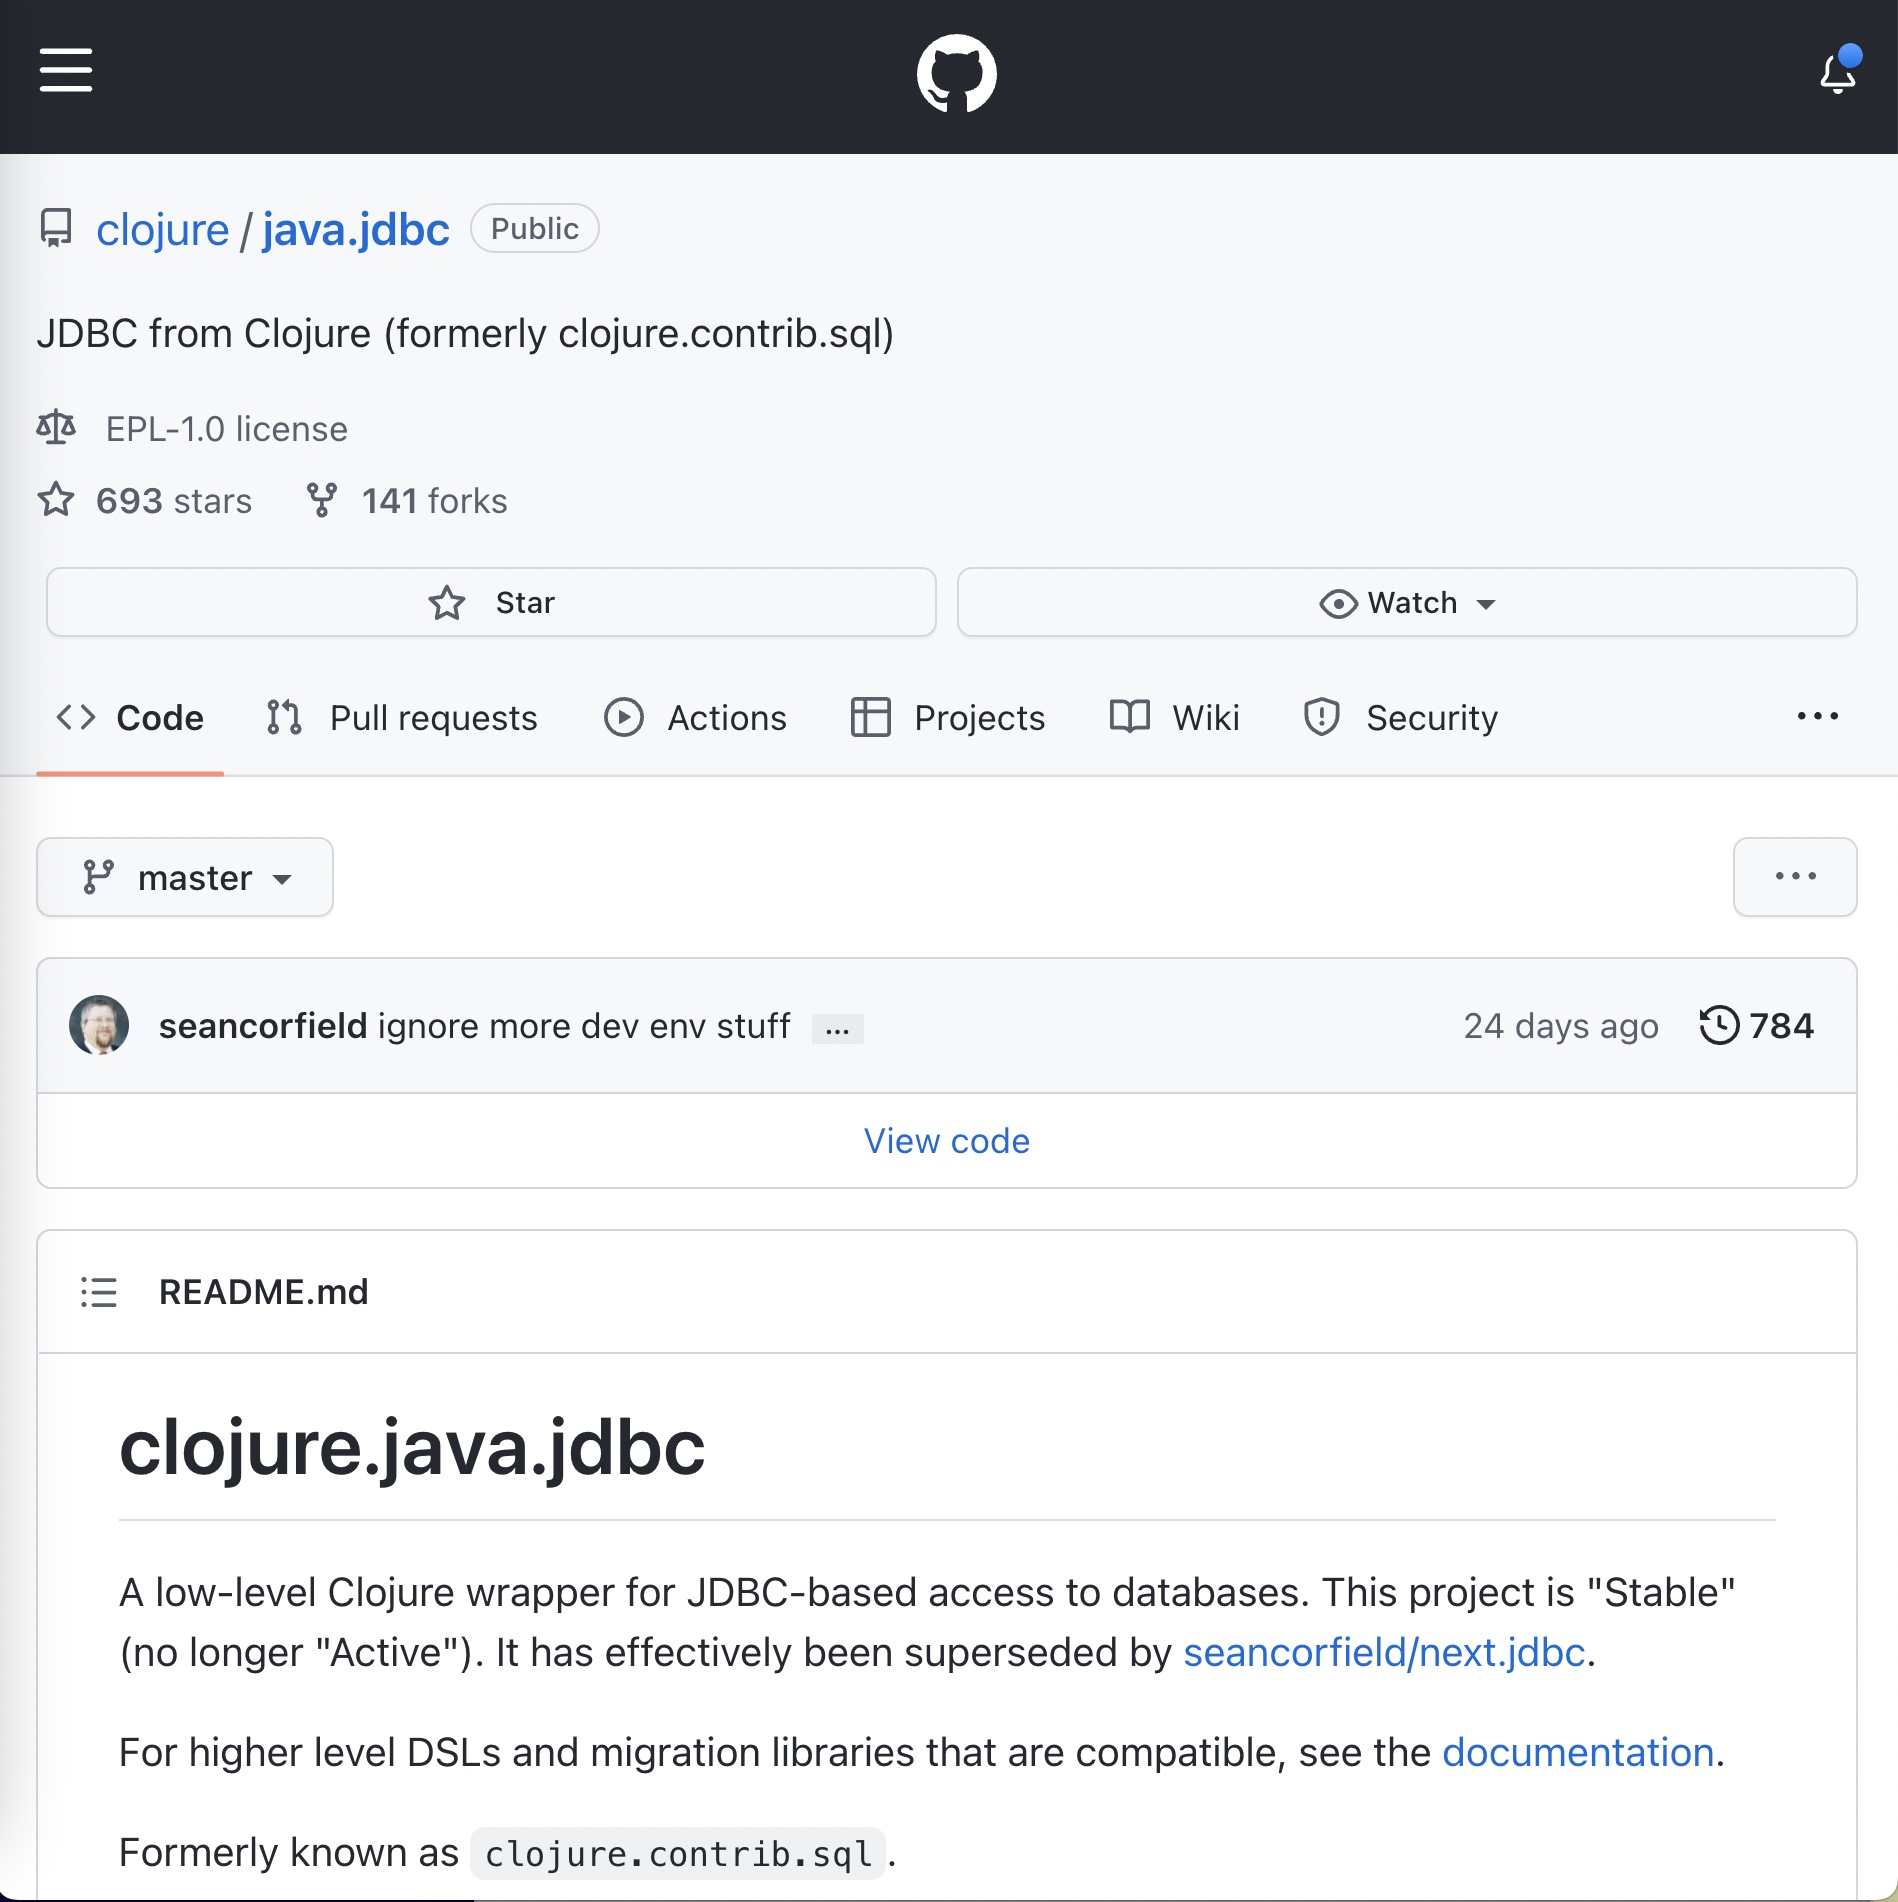 clojure / java.jdbc Public
JDBC from Clojure (formerly clojure.contrib.sql)
EPL-1.0 license
693 stars 141 forks
Star Watch
Code Pull requests Actions Projects Wiki Security ...
master ...
seancorfield ignore more dev env stuff ... 24 days ago 784
View code
README.md
clojure.java.jdbc
A low-level Clojure wrapper for JDBC-based access to databases. This project is "Stable"
(no longer "Active"). It has effectively been superseded by seancorfield/next.jdbc.
For higher level DSLs and migration libraries that are compatible, see the documentation.
Formerly known as clojure.contrib.sql.